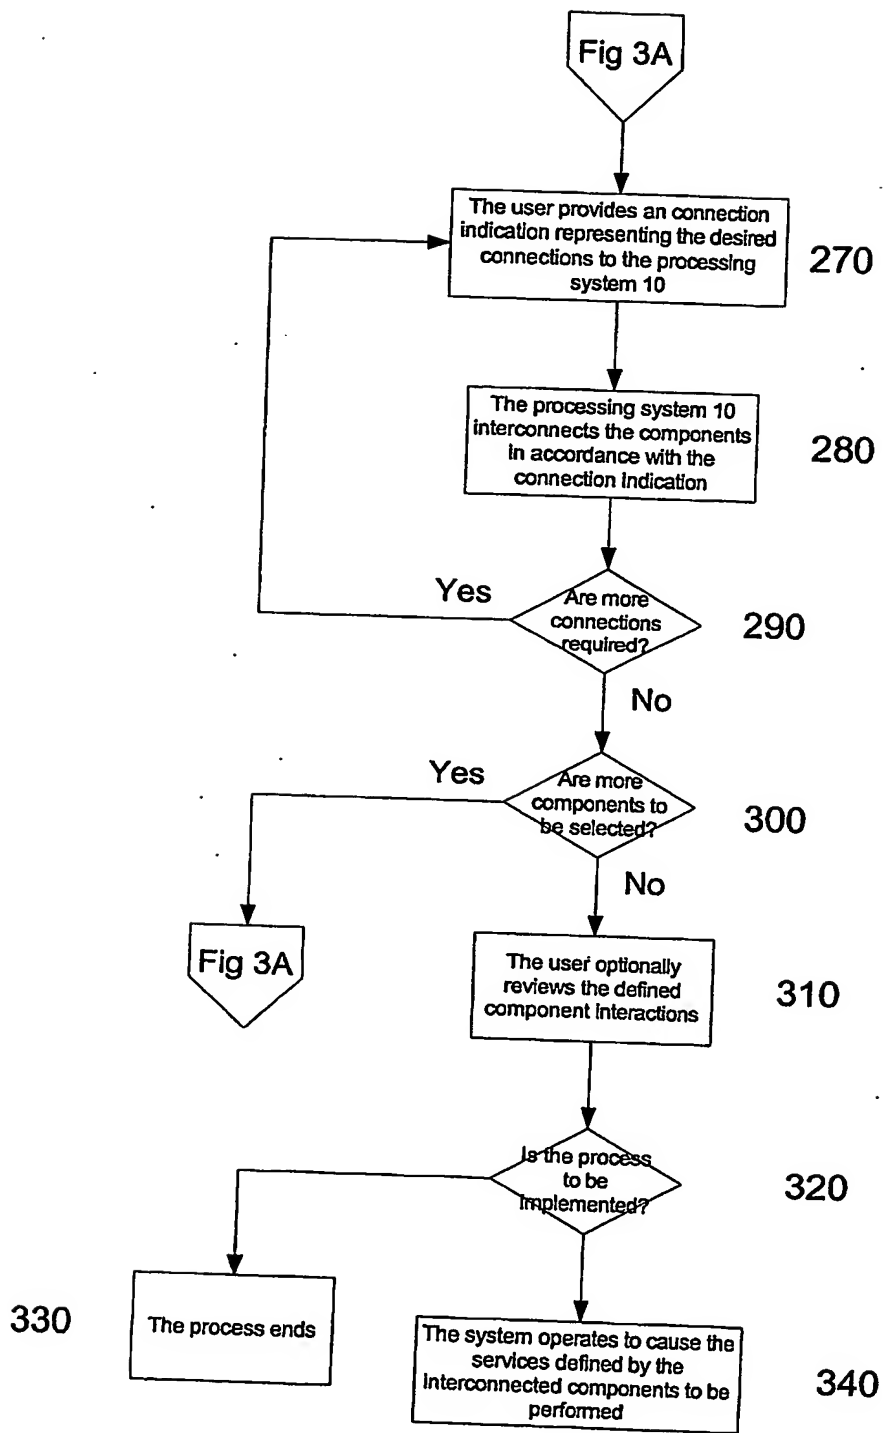 Fig 3A
The user provides an connection
indication representing the desired
connections to the processing
system 10
270
The processing system 10
interconnects the components
in accordance with the
connection indication
280
Yes
Are more
connections
required?
290
No
Yes
Are more
components to
be selected?
300
No
Fig 3A
The user optionally
reviews the defined
component interactions
310
Is the process
to be
implemented?
320
330
The process ends
The system operates to cause the
services defined by the
interconnected components to be
performed
340